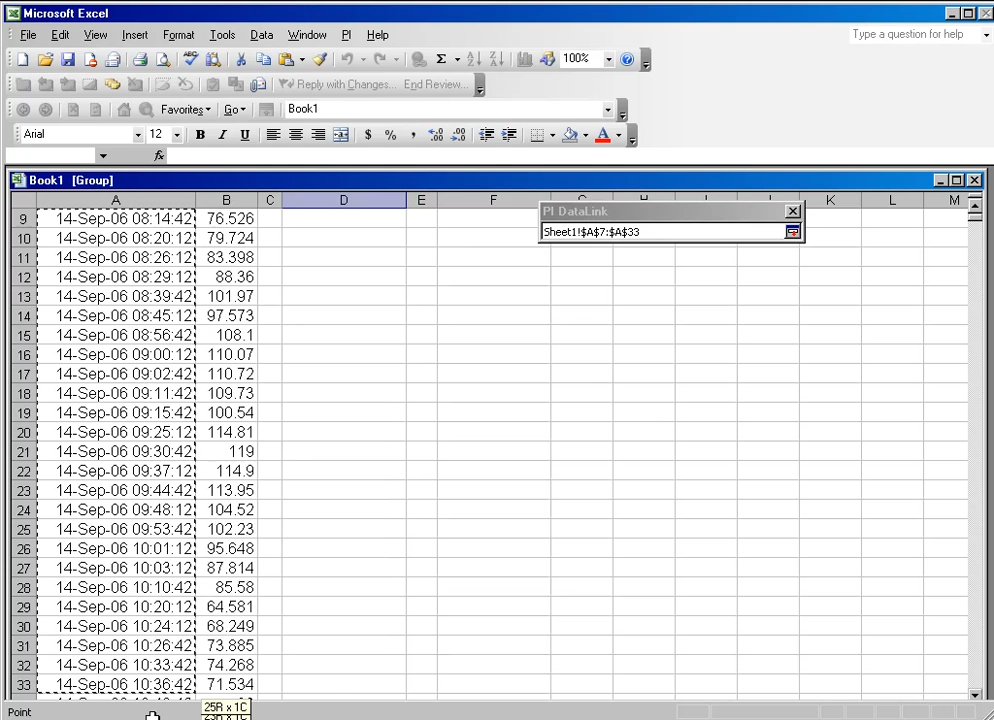 Microsoft Excel
File Edit View Insert Format Tools Data Window PI Help Type a question for help
Σ 100%
Reply with Changes... End Review...
Favorites Go Book1
Arial 12 B I U $ % , A
fx
Book1 [Group]
A B C D E F G H I J K L M
PI DataLink
Sheet1!$A$7:$A$33
9 14-Sep-06 08:14:42 76.526
10 14-Sep-06 08:20:12 79.724
11 14-Sep-06 08:26:12 83.398
12 14-Sep-06 08:29:12 88.36
13 14-Sep-06 08:39:42 101.97
14 14-Sep-06 08:45:12 97.573
15 14-Sep-06 08:56:42 108.1
16 14-Sep-06 09:00:12 110.07
17 14-Sep-06 09:02:42 110.72
18 14-Sep-06 09:11:42 109.73
19 14-Sep-06 09:15:42 100.54
20 14-Sep-06 09:25:12 114.81
21 14-Sep-06 09:30:42 119
22 14-Sep-06 09:37:12 114.9
23 14-Sep-06 09:44:42 113.95
24 14-Sep-06 09:48:12 104.52
25 14-Sep-06 09:53:42 102.23
26 14-Sep-06 10:01:12 95.648
27 14-Sep-06 10:03:12 87.814
28 14-Sep-06 10:10:42 85.58
29 14-Sep-06 10:20:12 64.581
30 14-Sep-06 10:24:12 68.249
31 14-Sep-06 10:26:42 73.885
32 14-Sep-06 10:33:42 74.268
33 14-Sep-06 10:36:42 71.534
Point 25R x 1C